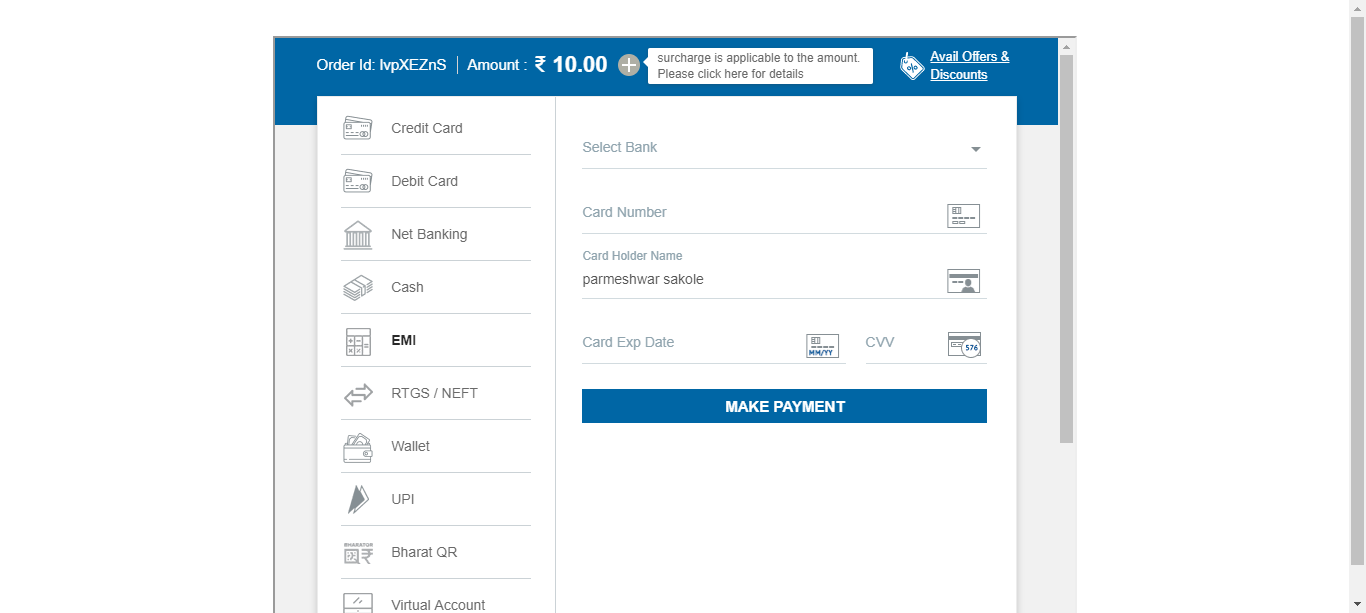 Order Id: IvpXEZnS Amount : ₹ 10.00
surcharge is applicable to the amount.
Please click here for details
Avail Offers &
Discounts
Credit Card
Debit Card
Net Banking
Cash
EMI
RTGS / NEFT
Wallet
UPI
BHARATQR
Bharat QR
Virtual Account
Select Bank
Card Number
Card Holder Name
parmeshwar sakole
Card Exp Date
MM/YY
CVV
576
MAKE PAYMENT